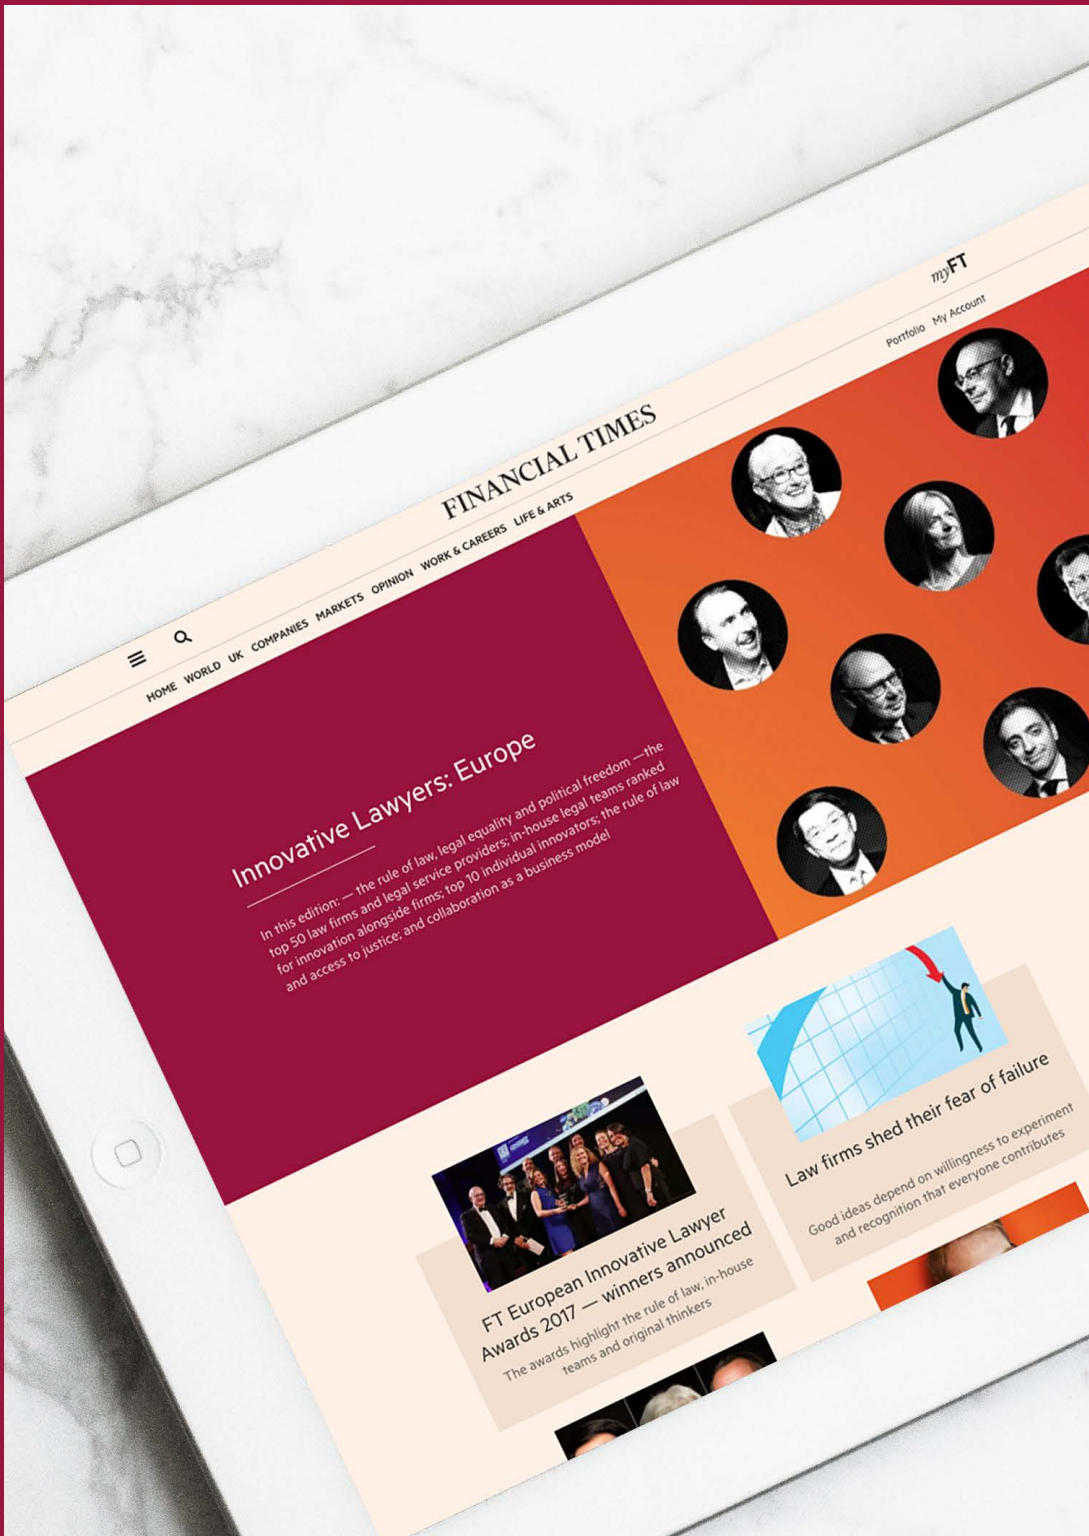 myFT
Portfolio My Account
FINANCIAL TIMES
HOME WORLD UK COMPANIES MARKETS OPINION WORK & CAREERS LIFE & ARTS
Innovative Lawyers: Europe
In this edition: — the rule of law, legal equality and political freedom —the
top 50 law firms and legal service providers; in-house legal teams ranked
for innovation alongside firms; top 10 individual innovators; the rule of law
and access to justice; and collaboration as a business model
FT European Innovative Lawyer
Awards 2017 — winners announced
The awards highlight the rule of law, in-house
teams and original thinkers
Law firms shed their fear of failure
Good ideas depend on willingness to experiment
and recognition that everyone contributes